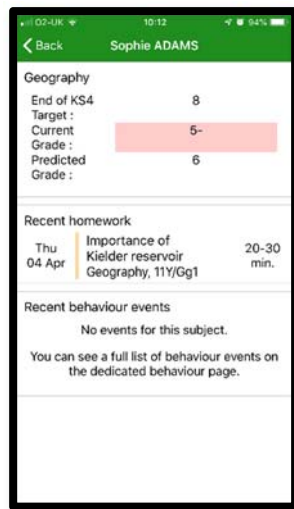 O2-UK 10:12 94%
Back Sophie ADAMS
Geography
End of KS4 8
Target :
Current 5-
Grade :
Predicted 6
Grade :
Recent homework
Thu
04 Apr
Importance of
Kielder reservoir
Geography, 11Y/Gg1
20-30
min.
Recent behaviour events
No events for this subject.
You can see a full list of behaviour events on
the dedicated behaviour page.